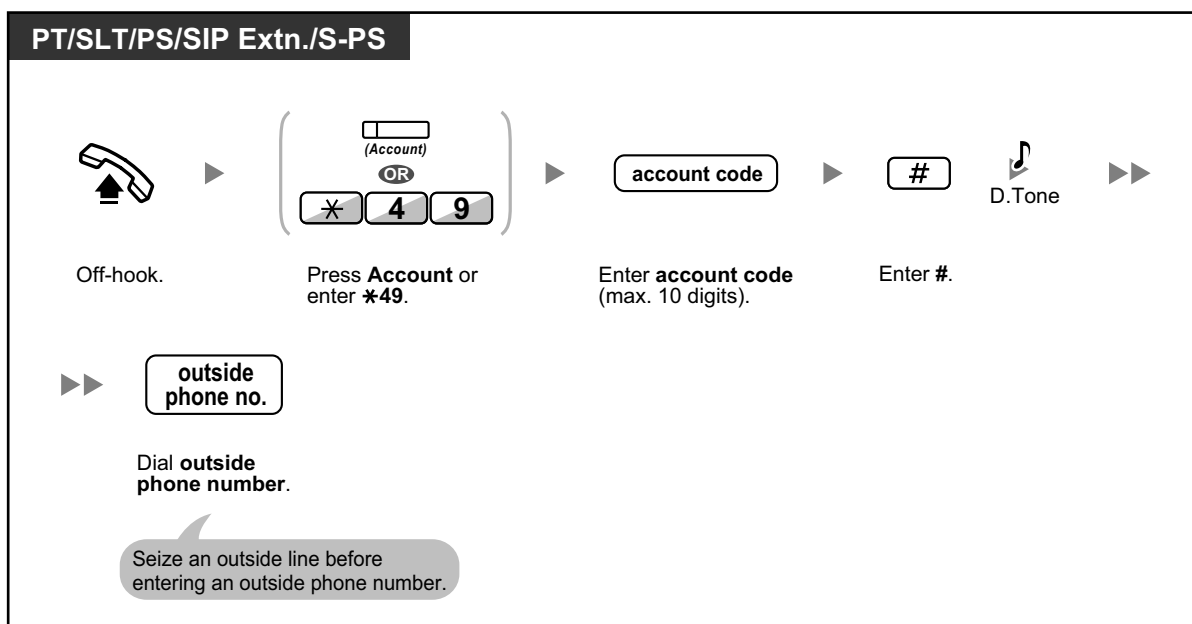 PT/SLT/PS/SIP Extn./S-PS
(Account)
OR
✳ 4 9
account code
#
D.Tone
Off-hook.
Press Account or
enter ✳49.
Enter account code
(max. 10 digits).
Enter #.
outside
phone no.
Dial outside
phone number.
Seize an outside line before
entering an outside phone number.